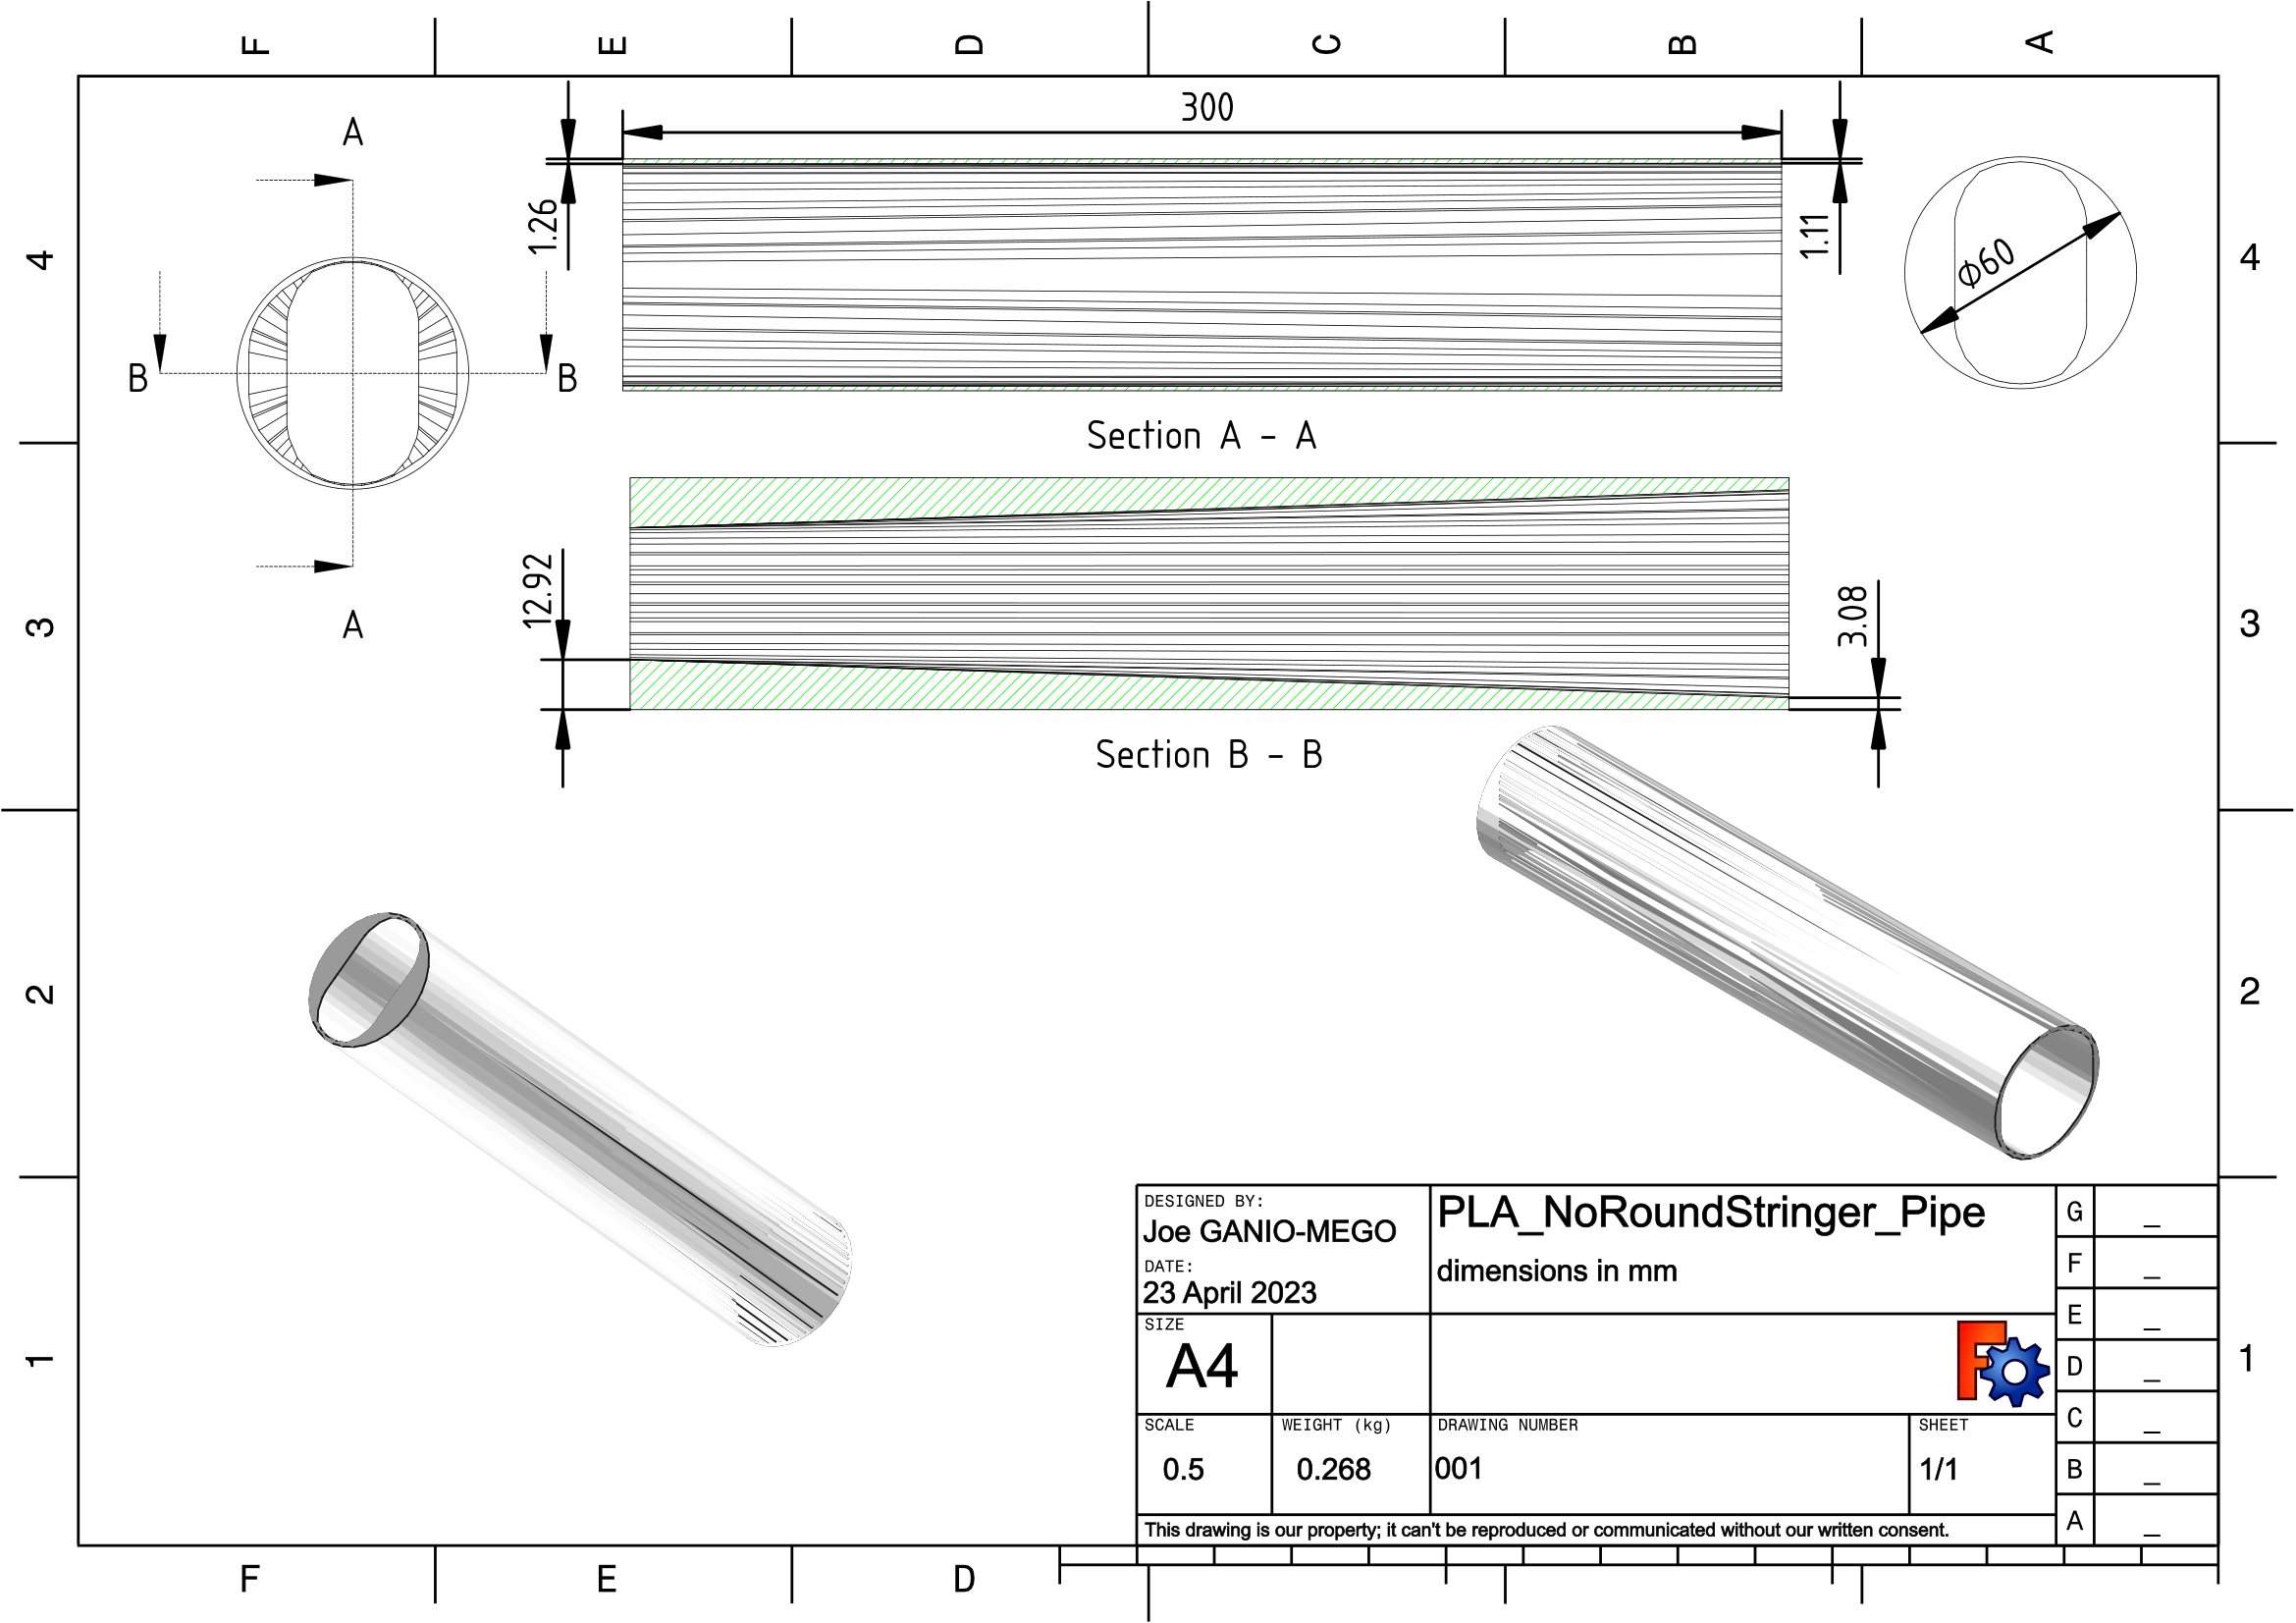 F E D C B A
300
A
1.26
1.11
4
4
Φ60
B
B
Section A - A
12.92
3.08
3
3
A
Section B - B
2
2
DESIGNED BY:
Joe GANIO-MEGO
PLA_NoRoundStringer_Pipe
G _
DATE:
dimensions in mm
F _
23 April 2023
E _
SIZE
A4
D _
1
1
SCALE
WEIGHT (kg)
DRAWING NUMBER
SHEET
C _
0.5
0.268
001
1/1
B _
This drawing is our property; it can't be reproduced or communicated without our written consent.
A _
F E D